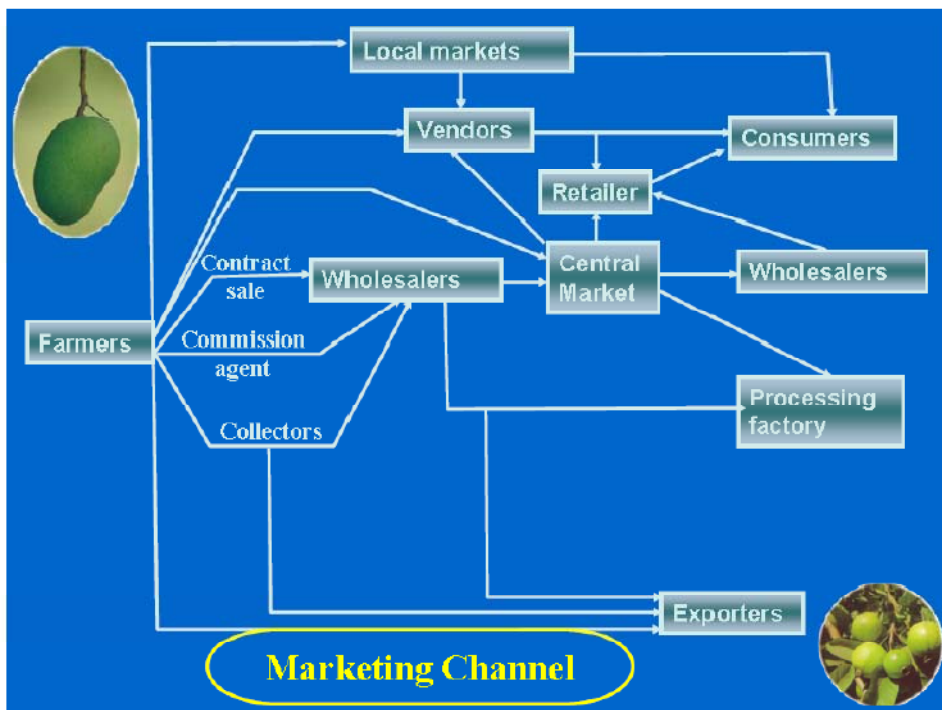 Local markets
Vendors
Consumers
Retailer
Contract
sale
Wholesalers
Central
Market
Wholesalers
Farmers
Commission
agent
Processing
factory
Collectors
Exporters
Marketing Channel